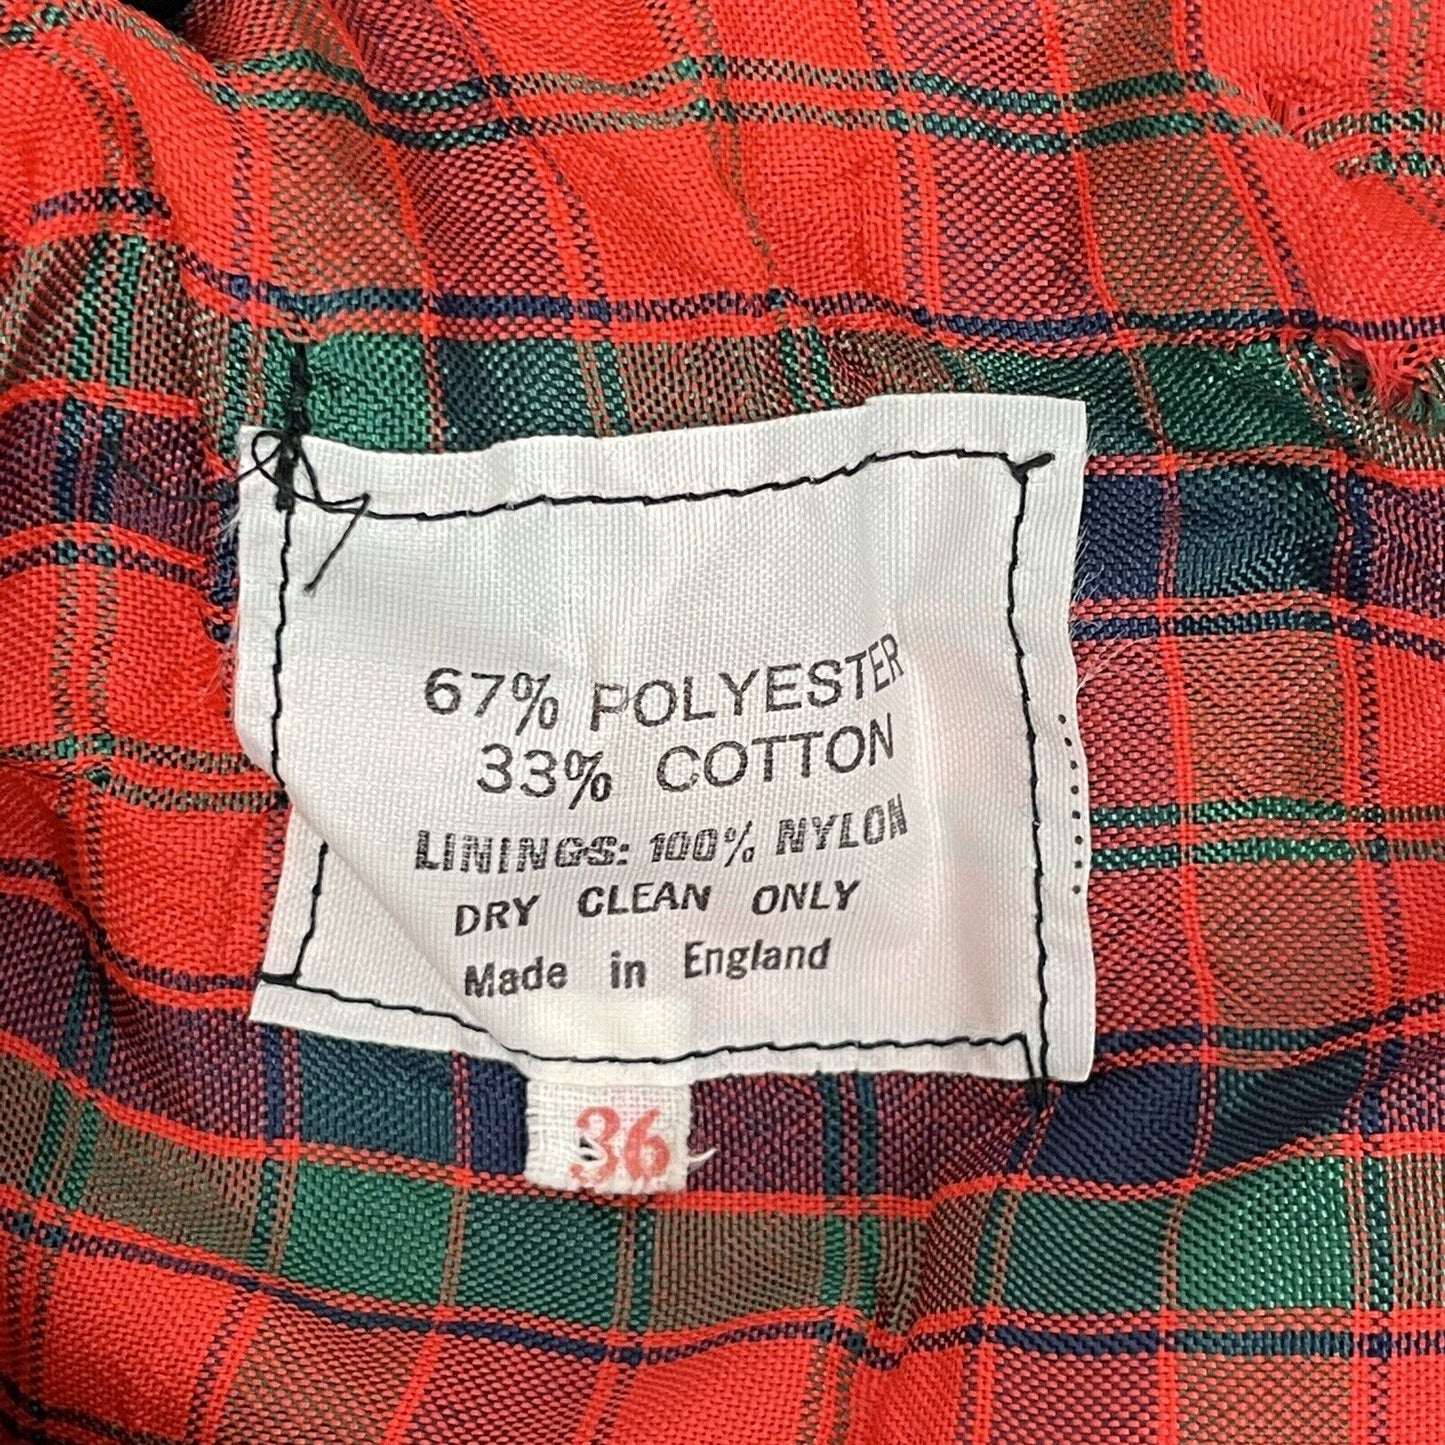 67% POLYESTER
33% COTTON
LININGS: 100% NYLON
DRY CLEAN ONLY
Made in England
36